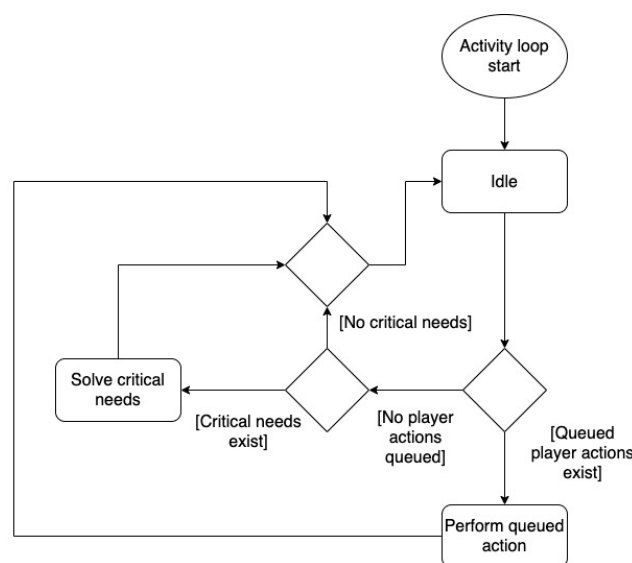 Activity loop
start
Idle
[No critical needs]
Solve critical
needs
[Critical needs
exist]
[No player
actions
queued]
[Queued
player actions
exist]
Perform queued
action